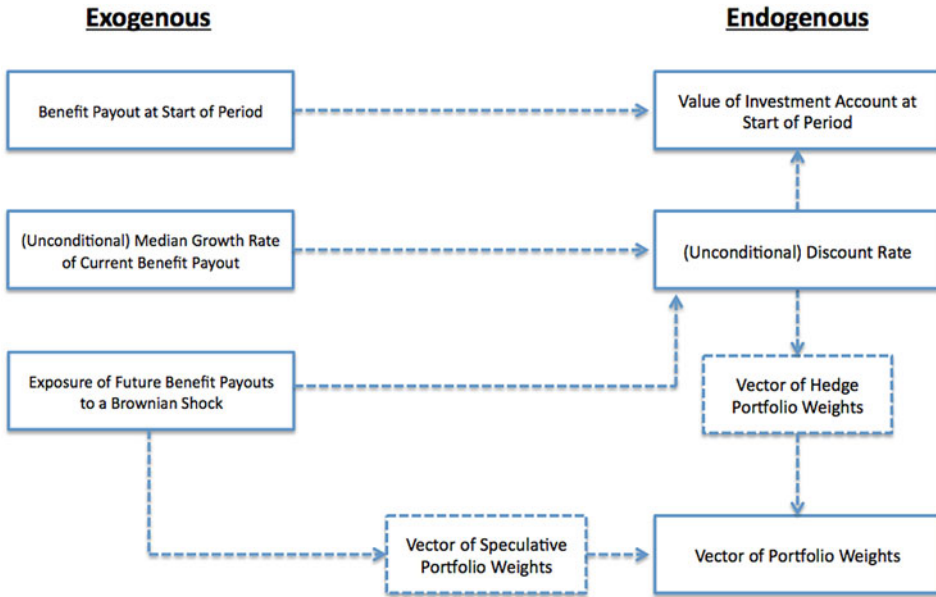 Exogenous
Endogenous
Benefit Payout at Start of Period
Value of Investment Account at
Start of Period
(Unconditional) Median Growth Rate
of Current Benefit Payout
(Unconditional) Discount Rate
Exposure of Future Benefit Payouts
to a Brownian Shock
Vector of Hedge
Portfolio Weights
Vector of Speculative
Portfolio Weights
Vector of Portfolio Weights